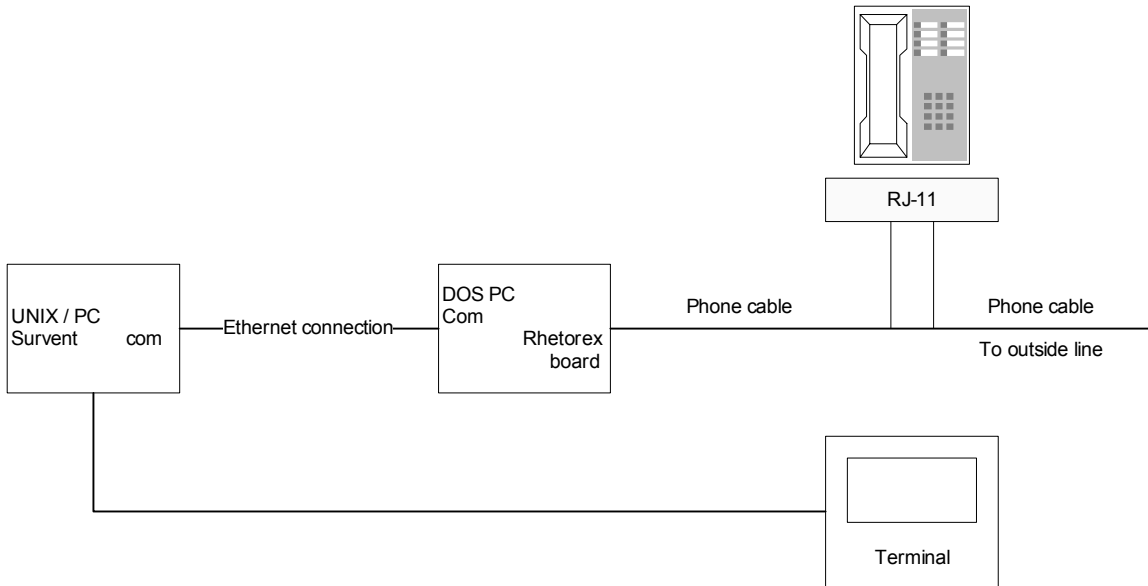 RJ-11
UNIX / PC
Survent com
Ethernet connection
DOS PC
Com
Rhetorex
board
Phone cable
Phone cable
To outside line
Terminal